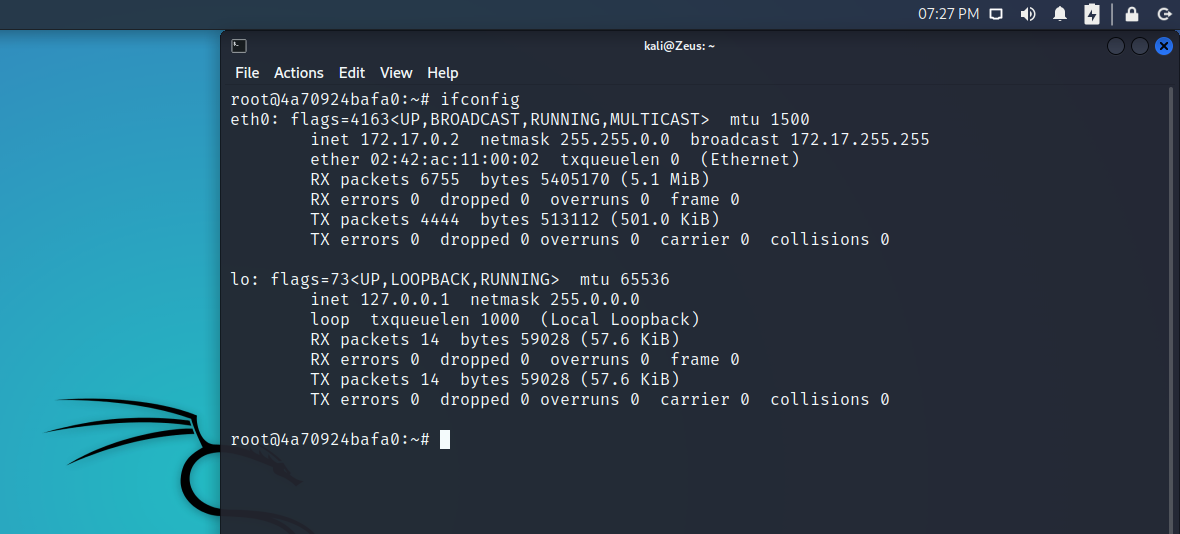 07:27 PM
kali@Zeus: ~
File Actions Edit View Help
root@4a70924bafa0:~# ifconfig
eth0: flags=4163<UP,BROADCAST,RUNNING,MULTICAST>  mtu 1500
        inet 172.17.0.2  netmask 255.255.0.0  broadcast 172.17.255.255
        ether 02:42:ac:11:00:02  txqueuelen 0  (Ethernet)
        RX packets 6755  bytes 5405170 (5.1 MiB)
        RX errors 0  dropped 0  overruns 0  frame 0
        TX packets 4444  bytes 513112 (501.0 KiB)
        TX errors 0  dropped 0 overruns 0  carrier 0  collisions 0

lo: flags=73<UP,LOOPBACK,RUNNING>  mtu 65536
        inet 127.0.0.1  netmask 255.0.0.0
        loop  txqueuelen 1000  (Local Loopback)
        RX packets 14  bytes 59028 (57.6 KiB)
        RX errors 0  dropped 0  overruns 0  frame 0
        TX packets 14  bytes 59028 (57.6 KiB)
        TX errors 0  dropped 0 overruns 0  carrier 0  collisions 0

root@4a70924bafa0:~#